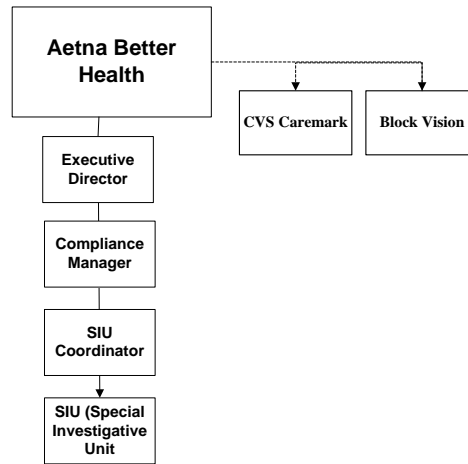 Aetna Better
Health
CVS Caremark
Block Vision
Executive
Director
Compliance
Manager
SIU
Coordinator
SIU (Special
Investigative
Unit